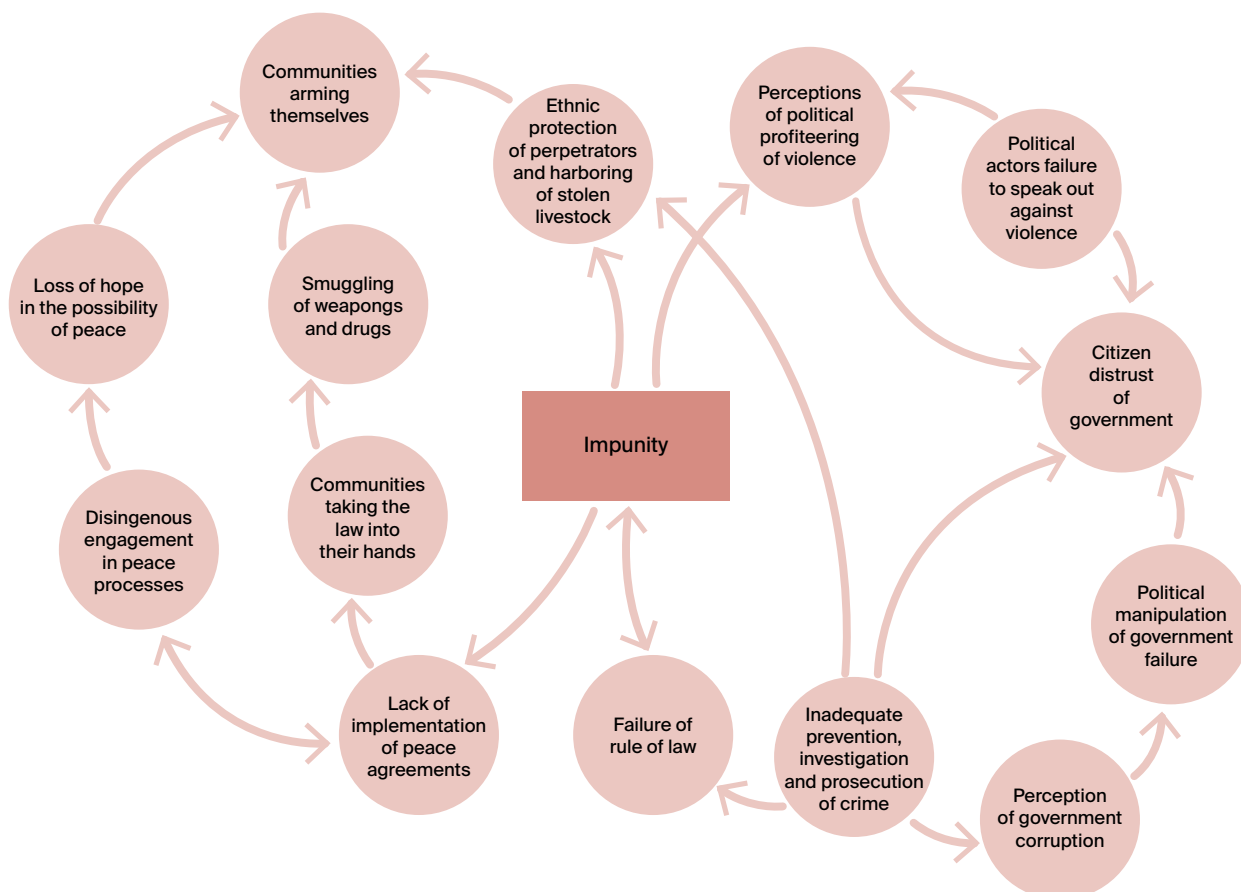 Communities
arming
themselves
Ethnic
protection
of perpetrators
and harboring
of stolen
livestock
Perceptions
of political
profiteering
of violence
Political
actors failure
to speak out
against
violence
Loss of hope
in the possibility
of peace
Smuggling
of weapongs
and drugs
Citizen
distrust
of
government
Impunity
Disingenous
engagement
in peace
processes
Communities
taking the
law into
their hands
Political
manipulation
of government
failure
Lack of
implementation
of peace
agreements
Failure of
rule of law
Inadequate
prevention,
investigation
and prosecution
of crime
Perception
of government
corruption